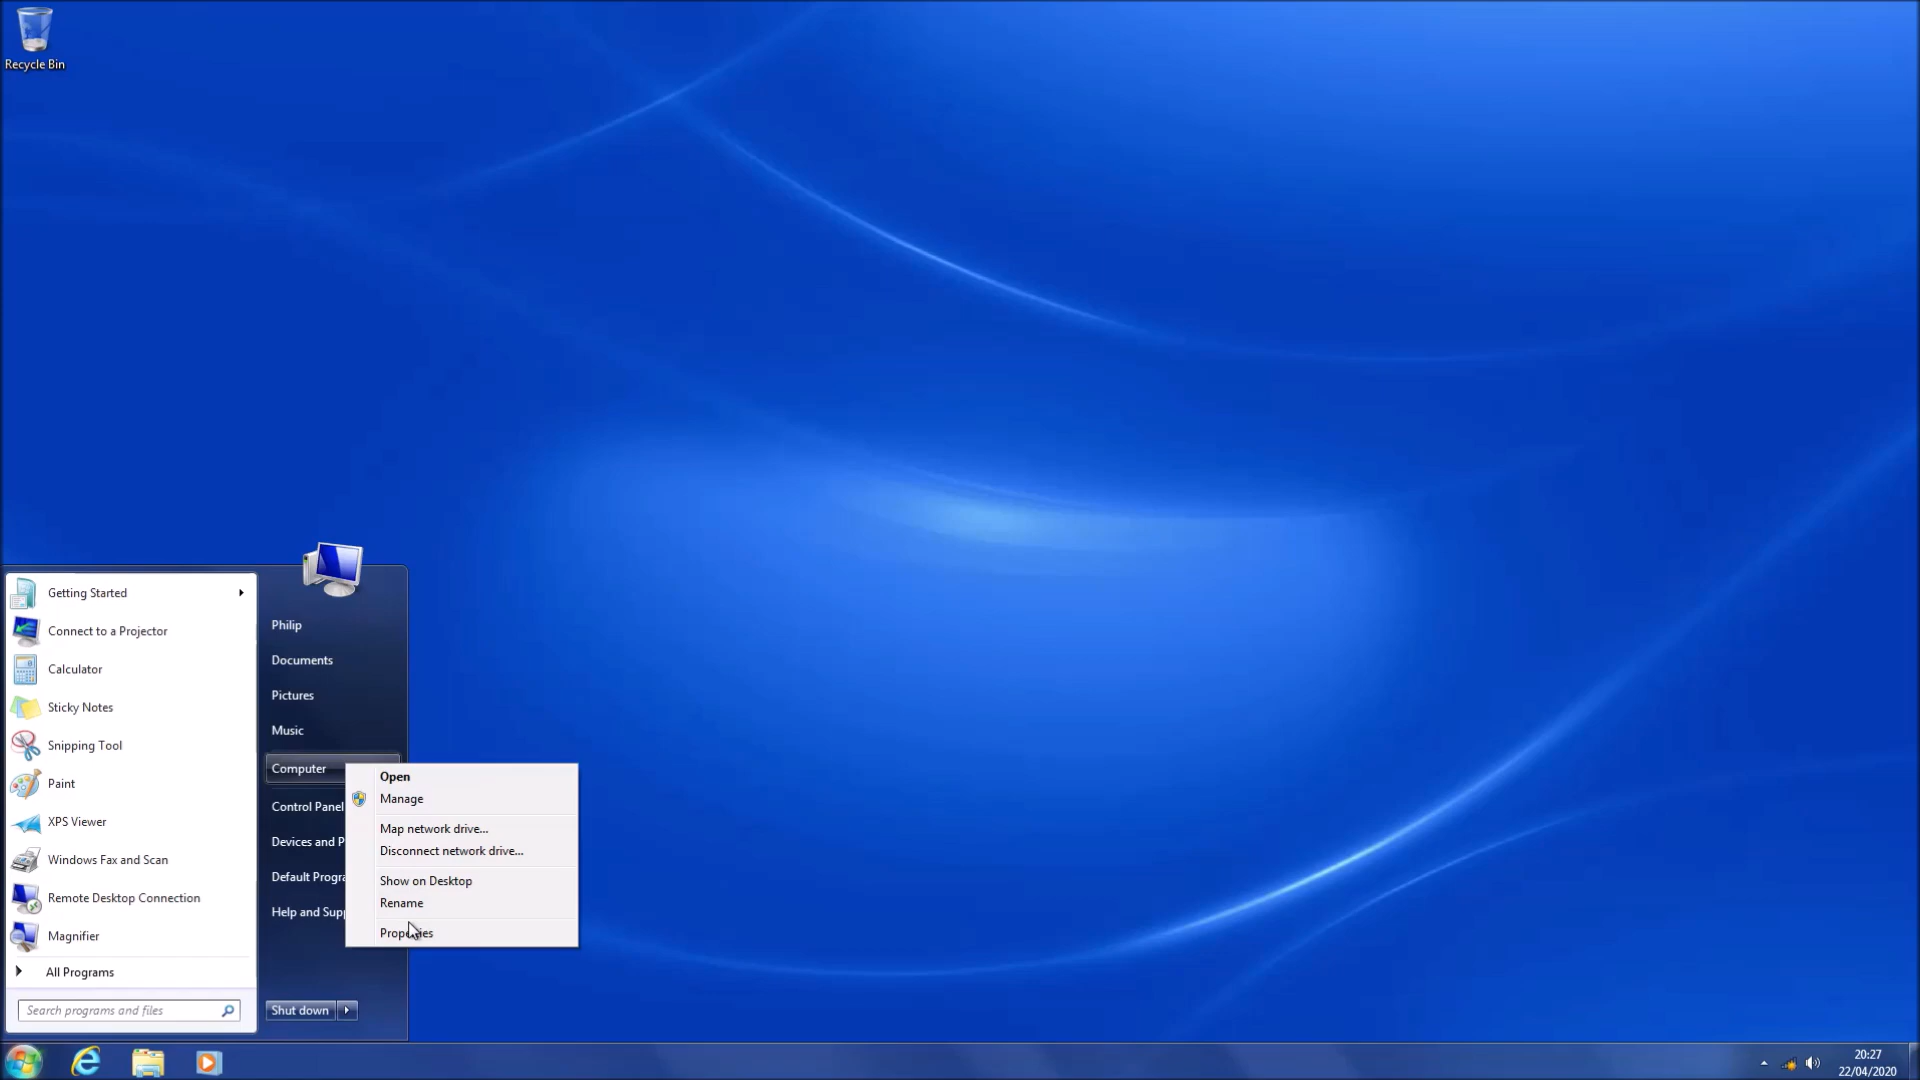 Recycle Bin
Getting Started
Connect to a Projector
Calculator
Sticky Notes
Snipping Tool
Paint
XPS Viewer
Windows Fax and Scan
Remote Desktop Connection
Magnifier
All Programs
Search programs and files
Philip
Documents
Pictures
Music
Computer
Control Panel
Devices and P
Default Progra
Help and Supp
Shut down
Open
Manage
Map network drive...
Disconnect network drive...
Show on Desktop
Rename
Properties
20:27
22/04/2020